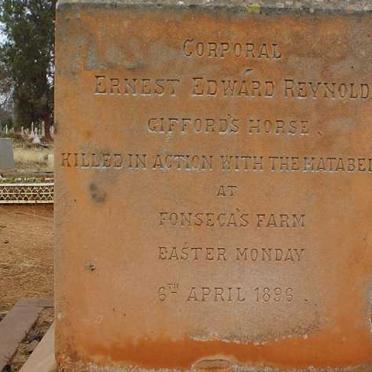 CORPORAL
ERNEST EDWARD REYNOLD
GIFFORD'S HORSE.
KILLED IN ACTION WITH THE MATABE
AT
FONSECA'S FARM
EASTER MONDAY
6TH APRIL 1896.